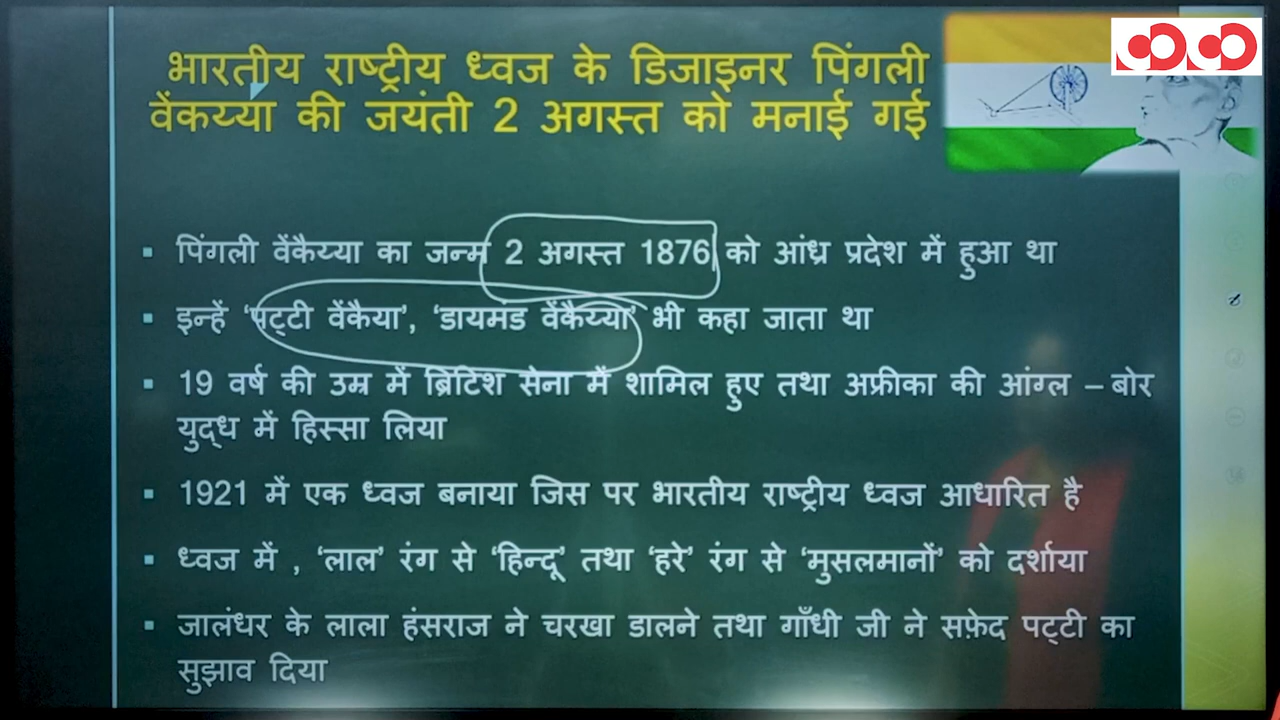 भारतीय राष्ट्रीय ध्वज के डिजाइनर पिंगली
वेंकय्या की जयंती 2 अगस्त को मनाई गई
▪ पिंगली वेंकैय्या का जन्म 2 अगस्त 1876 को आंध्र प्रदेश में हुआ था
▪ इन्हें ‘पट्टी वेंकैया’, ‘डायमंड वेंकैय्या’ भी कहा जाता था
▪ 19 वर्ष की उम्र में ब्रिटिश सेना में शामिल हुए तथा अफ्रीका की आंग्ल – बोर
युद्ध में हिस्सा लिया
▪ 1921 में एक ध्वज बनाया जिस पर भारतीय राष्ट्रीय ध्वज आधारित है
▪ ध्वज में , ‘लाल’ रंग से ‘हिन्दू’ तथा ‘हरे’ रंग से ‘मुसलमानों’ को दर्शाया
▪ जालंधर के लाला हंसराज ने चरखा डालने तथा गाँधी जी ने सफ़ेद पट्टी का
सुझाव दिया